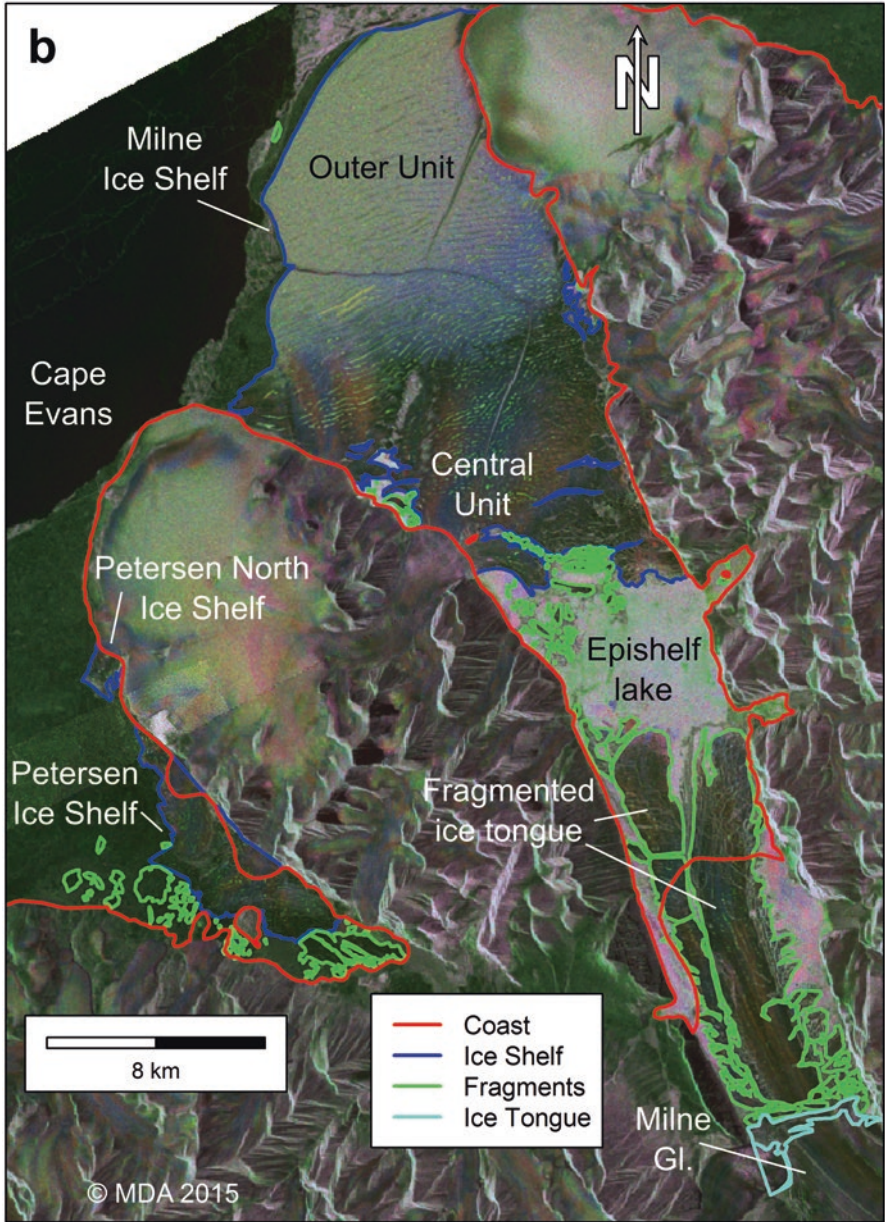 b
N
Milne
Ice Shelf
Outer Unit
Cape
Evans
Central
Unit
Petersen North
Ice Shelf
Epishelf
lake
Petersen
Ice Shelf
Fragmented
ice tongue
Coast
Ice Shelf
Fragments
Ice Tongue
8 km
Milne
Gl.
© MDA 2015